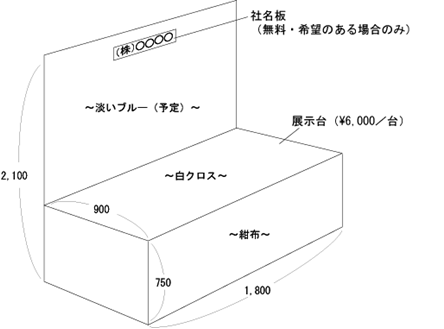 社名板
（無料・希望のある場合のみ）
（株）○○○○
～淡いブルー（予定）～
展示台（¥6,000／台）
～白クロス～
2,100
900
～紺布～
750
1,800